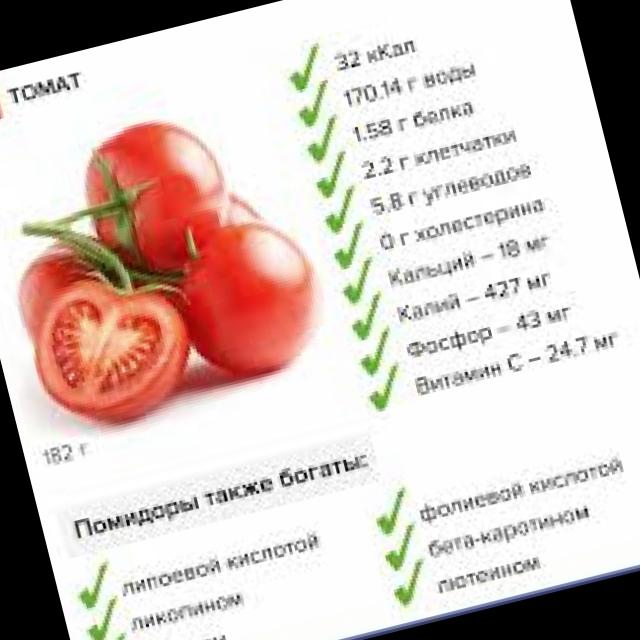 ТОМАТ
32 кКал
170.14 г воды
1.58 г белка
2.2 г клетчатки
5.8 г углеводов
0 г холестерина
Кальций – 18 мг
Калий – 427 мг
Фосфор – 43 мг
Витамин С – 24.7 мг
182 г
Помидоры также богаты:
липоевой кислотой
ликопином
фолиевой кислотой
бета-каротином
лютеином